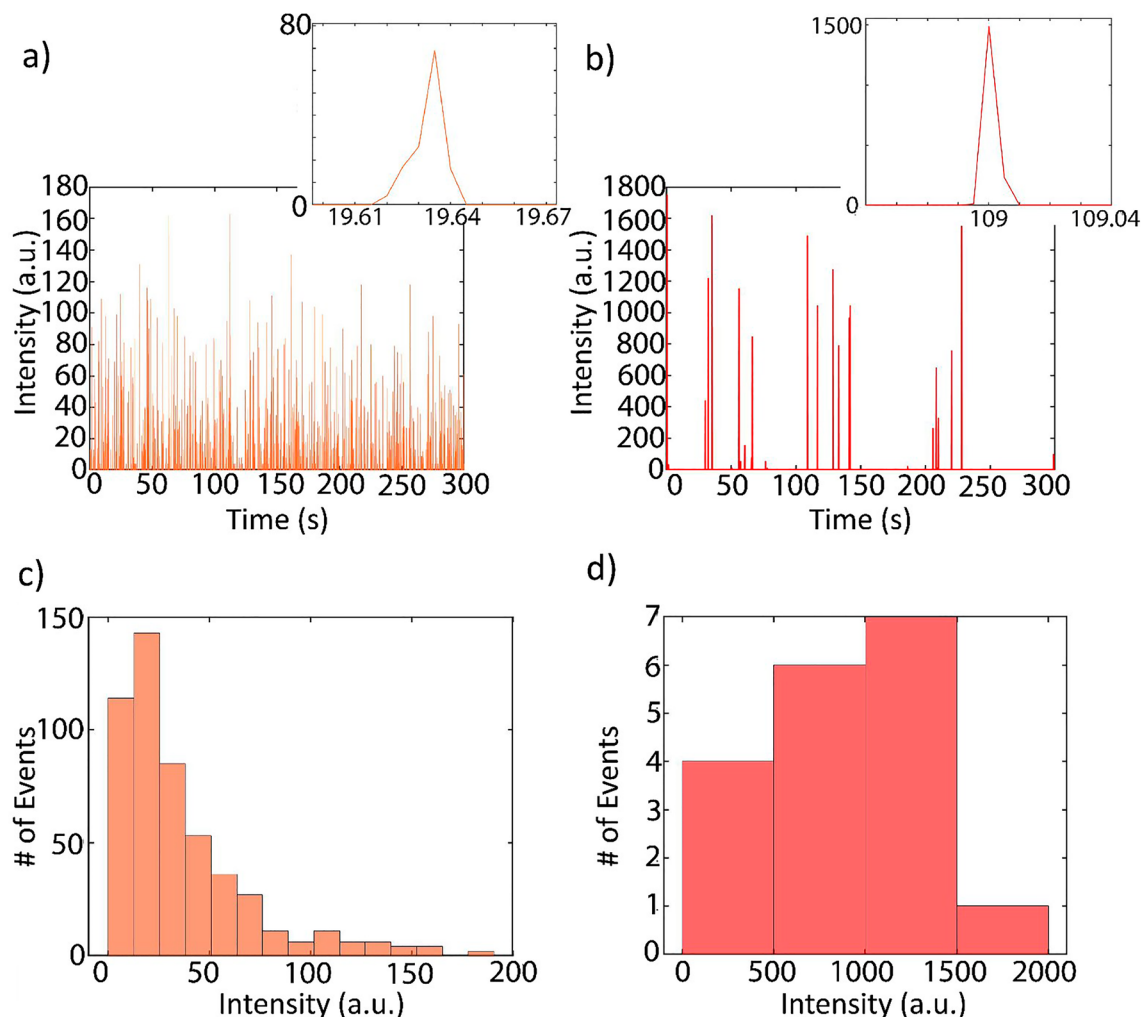 a)
80
0
19.61 19.64 19.67
180
160
140
120
100
80
60
40
20
0
Intensity (a.u.)
0 50 100 150 200 250 300
Time (s)
b)
1500
0
109 109.04
1800
1600
1400
1200
1000
800
600
400
200
0
Intensity (a.u.)
0 50 100 150 200 250 300
Time (s)
c)
150
100
50
0
# of Events
0 50 100 150 200
Intensity (a.u.)
d)
7
6
5
4
3
2
1
0
# of Events
0 500 1000 1500 2000
Intensity (a.u.)